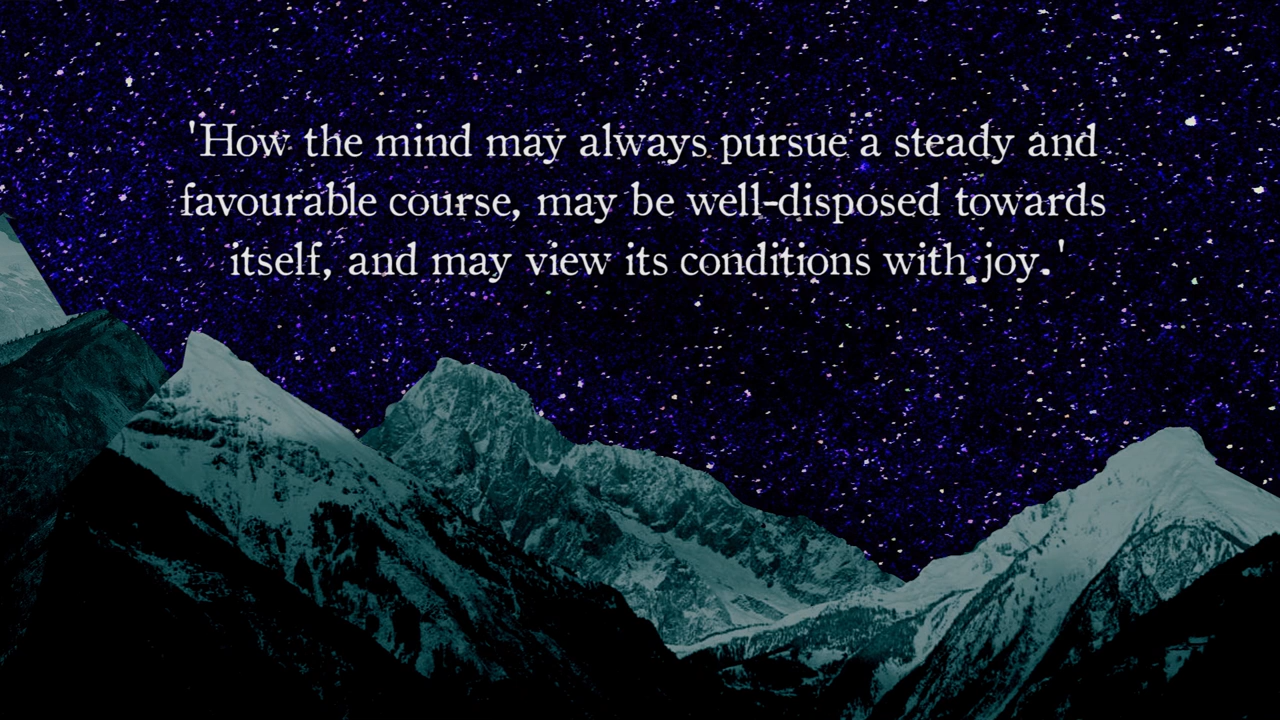 'How the mind may always pursue a steady and
favourable course, may be well-disposed towards
itself, and may view its conditions with joy.'